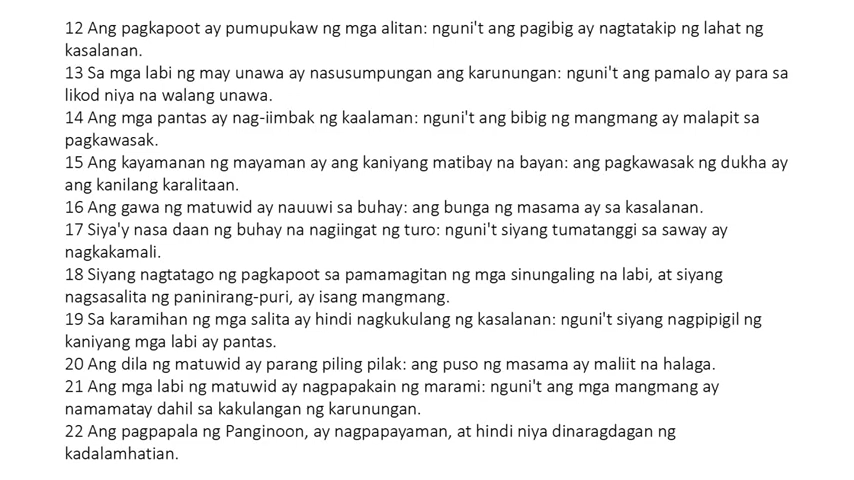 12 Ang pagkapoot ay pumupukaw ng mga alitan: nguni't ang pagibig ay nagtatakip ng lahat ng
kasalanan.
13 Sa mga labi ng may unawa ay nasusumpungan ang karunungan: nguni't ang pamalo ay para sa
likod niya na walang unawa.
14 Ang mga pantas ay nag-iimbak ng kaalaman: nguni't ang bibig ng mangmang ay malapit sa
pagkawasak.
15 Ang kayamanan ng mayaman ay ang kaniyang matibay na bayan: ang pagkawasak ng dukha ay
ang kanilang karalitaan.
16 Ang gawa ng matuwid ay nauuwi sa buhay: ang bunga ng masama ay sa kasalanan.
17 Siya'y nasa daan ng buhay na nagiingat ng turo: nguni't siyang tumatanggi sa saway ay
nagkakamali.
18 Siyang nagtatago ng pagkapoot sa pamamagitan ng mga sinungaling na labi, at siyang
nagsasalita ng paninirang-puri, ay isang mangmang.
19 Sa karamihan ng mga salita ay hindi nagkukulang ng kasalanan: nguni't siyang nagpipigil ng
kaniyang mga labi ay pantas.
20 Ang dila ng matuwid ay parang piling pilak: ang puso ng masama ay maliit na halaga.
21 Ang mga labi ng matuwid ay nagpapakain ng marami: nguni't ang mga mangmang ay
namamatay dahil sa kakulangan ng karunungan.
22 Ang pagpapala ng Panginoon, ay nagpapayaman, at hindi niya dinaragdagan ng
kadalamhatian.